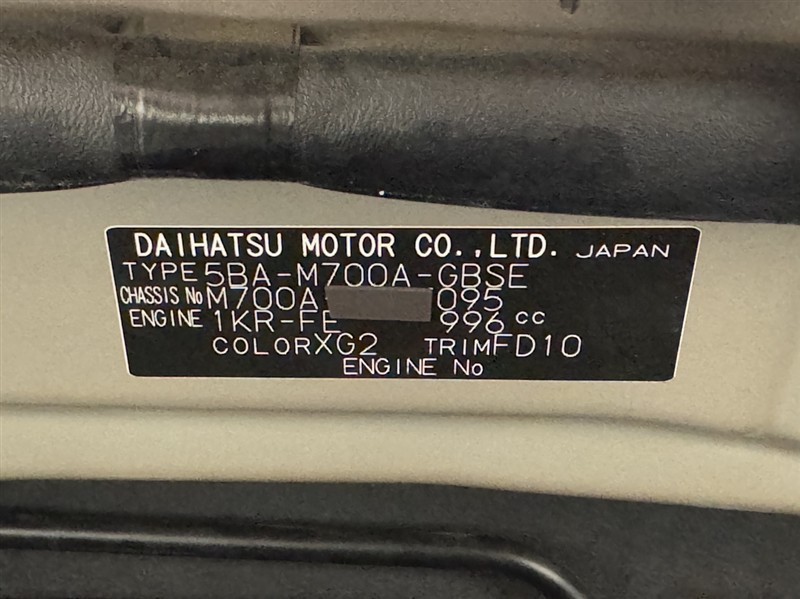 DAIHATSU MOTOR CO.,LTD. JAPAN
TYPE 5BA-M700A-GBSE
CHASSIS No M700A- 095
ENGINE 1KR-FE 996 cc
COLOR XG2 TRIM FD10
ENGINE No